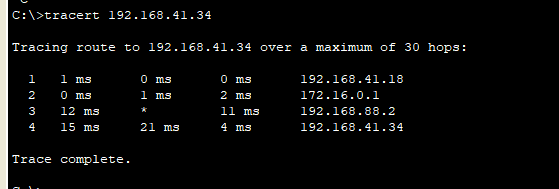 C:\>tracert 192.168.41.34
Tracing route to 192.168.41.34 over a maximum of 30 hops:
1 1 ms 0 ms 0 ms 192.168.41.18
2 0 ms 1 ms 2 ms 172.16.0.1
3 12 ms * 11 ms 192.168.88.2
4 15 ms 21 ms 4 ms 192.168.41.34
Trace complete.